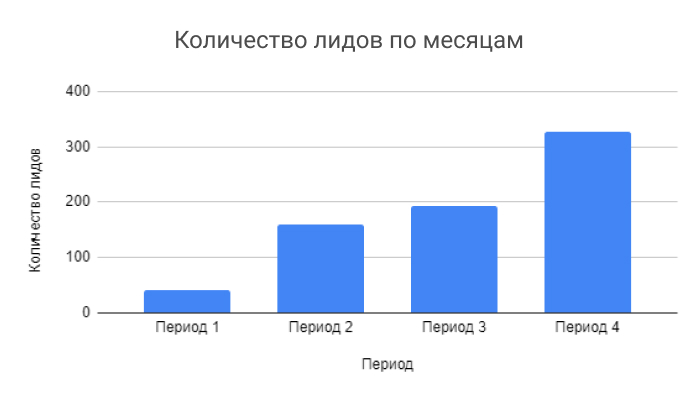 Количество лидов по месяцам
400
300
200
100
0
Количество лидов
Период 1
Период 2
Период 3
Период 4
Период